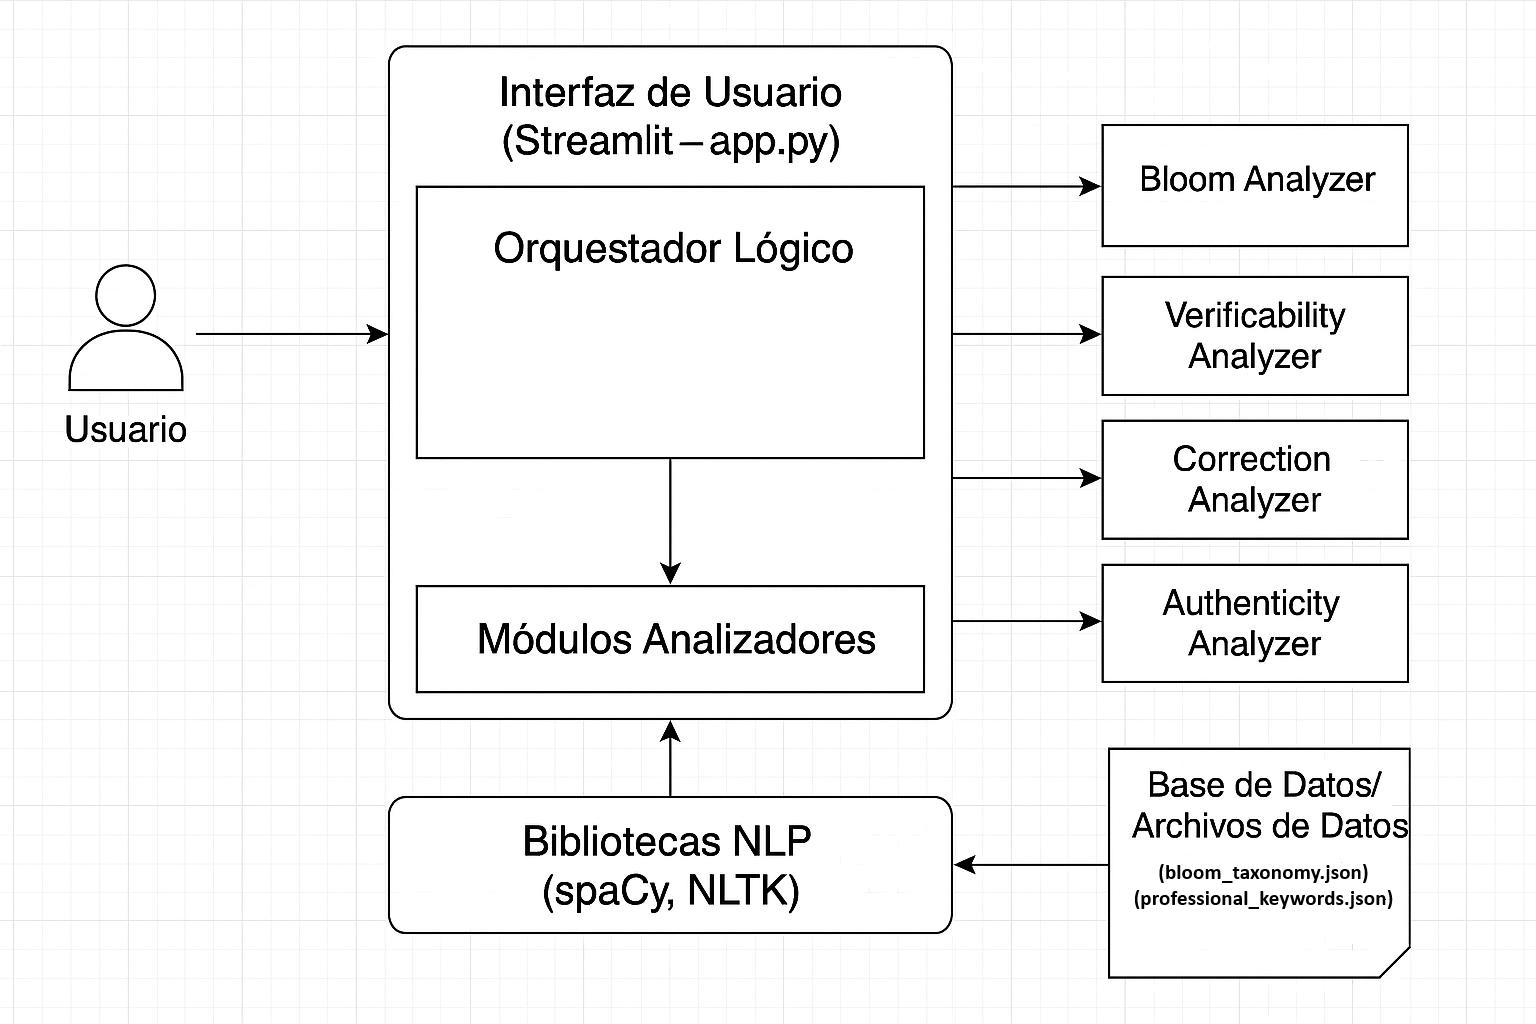 Interfaz de Usuario
(Streamlit – app.py)
Orquestador Lógico
Módulos Analizadores
Usuario
Bloom Analyzer
Verificability
Analyzer
Correction
Analyzer
Authenticity
Analyzer
Bibliotecas NLP
(spaCy, NLTK)
Base de Datos/
Archivos de Datos
(bloom_taxonomy.json)
(professional_keywords.json)